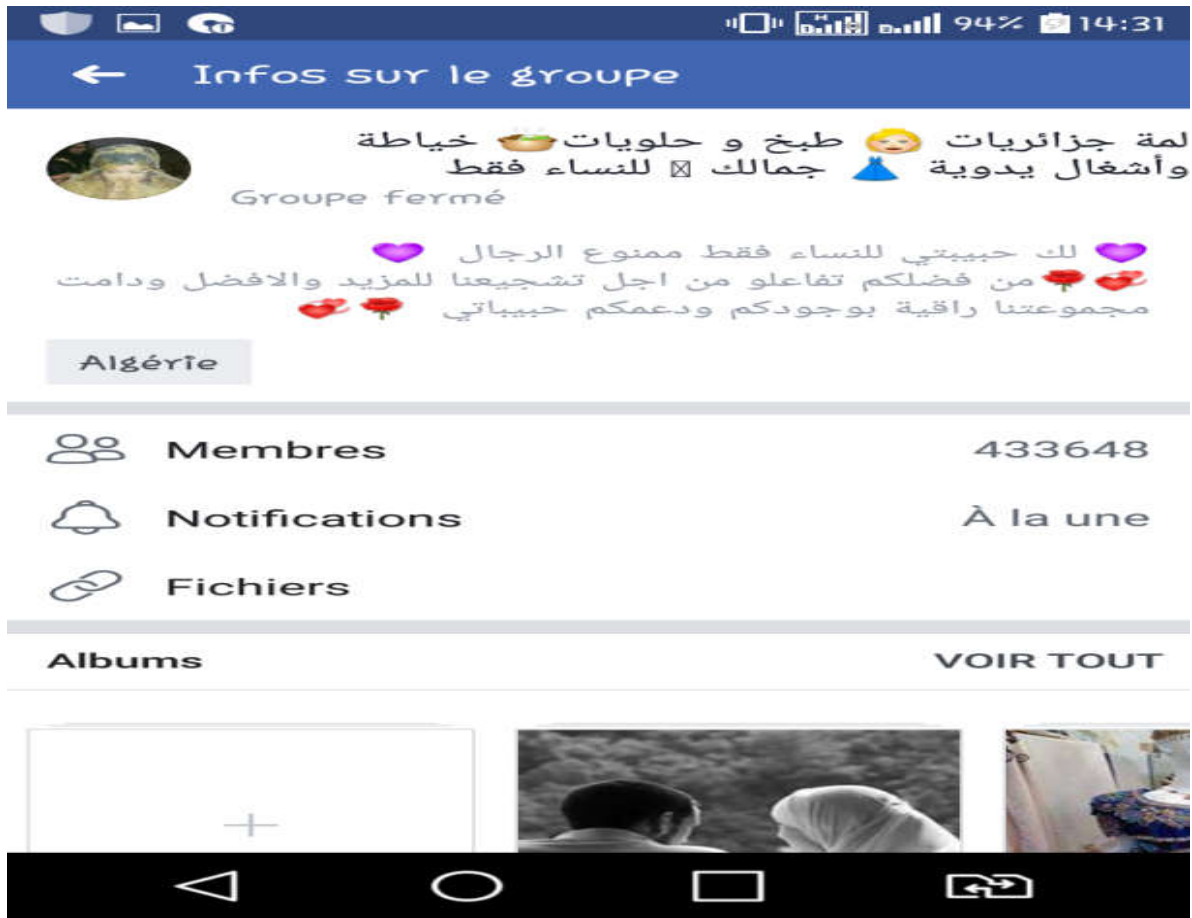 94% 14:31
Infos sur le groupe
لمة جزائريات 👩 طبخ و حلويات🥗 خياطة
وأشغال يدوية 👗 جمالك للنساء فقط
Groupe fermé
💜 لك حبيبتي للنساء فقط ممنوع الرجال 💜
💞🌹من فضلكم تفاعلو من اجل تشجيعنا للمزيد والافضل ودامت
مجموعتنا راقية بوجودكم ودعمكم حبيباتي 🌹💞
Algérie
Membres 433648
Notifications À la une
Fichiers
Albums VOIR TOUT